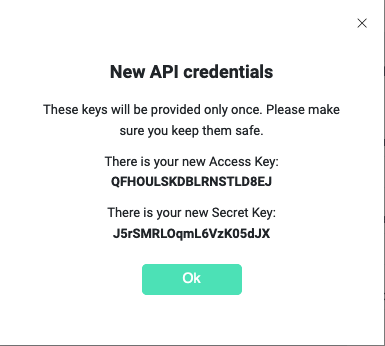 New API credentials
These keys will be provided only once. Please make
sure you keep them safe.
There is your new Access Key:
QFHOULSKDBLRNSTLD8EJ
There is your new Secret Key:
J5rSMRLOqmL6VzK05dJX
Ok